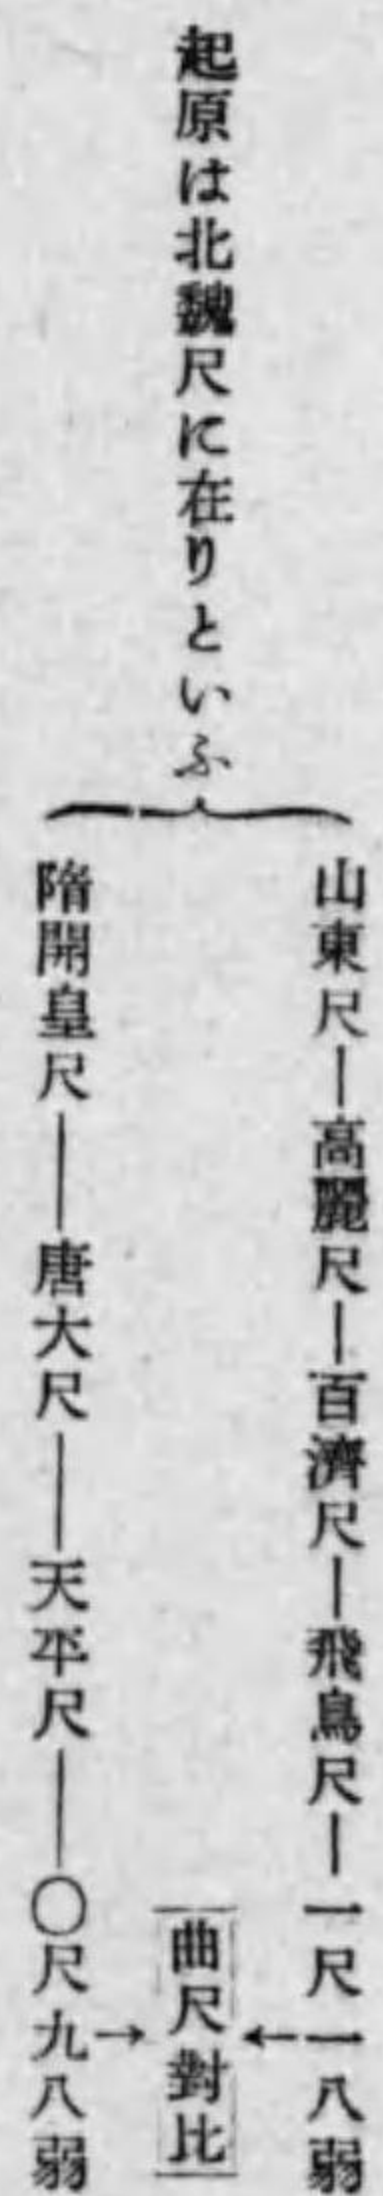 起原は北魏尺に在りといふ
山東尺―高麗尺―百濟尺―飛鳥尺―一尺一八弱
曲尺對比
隋開皇尺――唐大尺――天平尺――〇尺九八弱